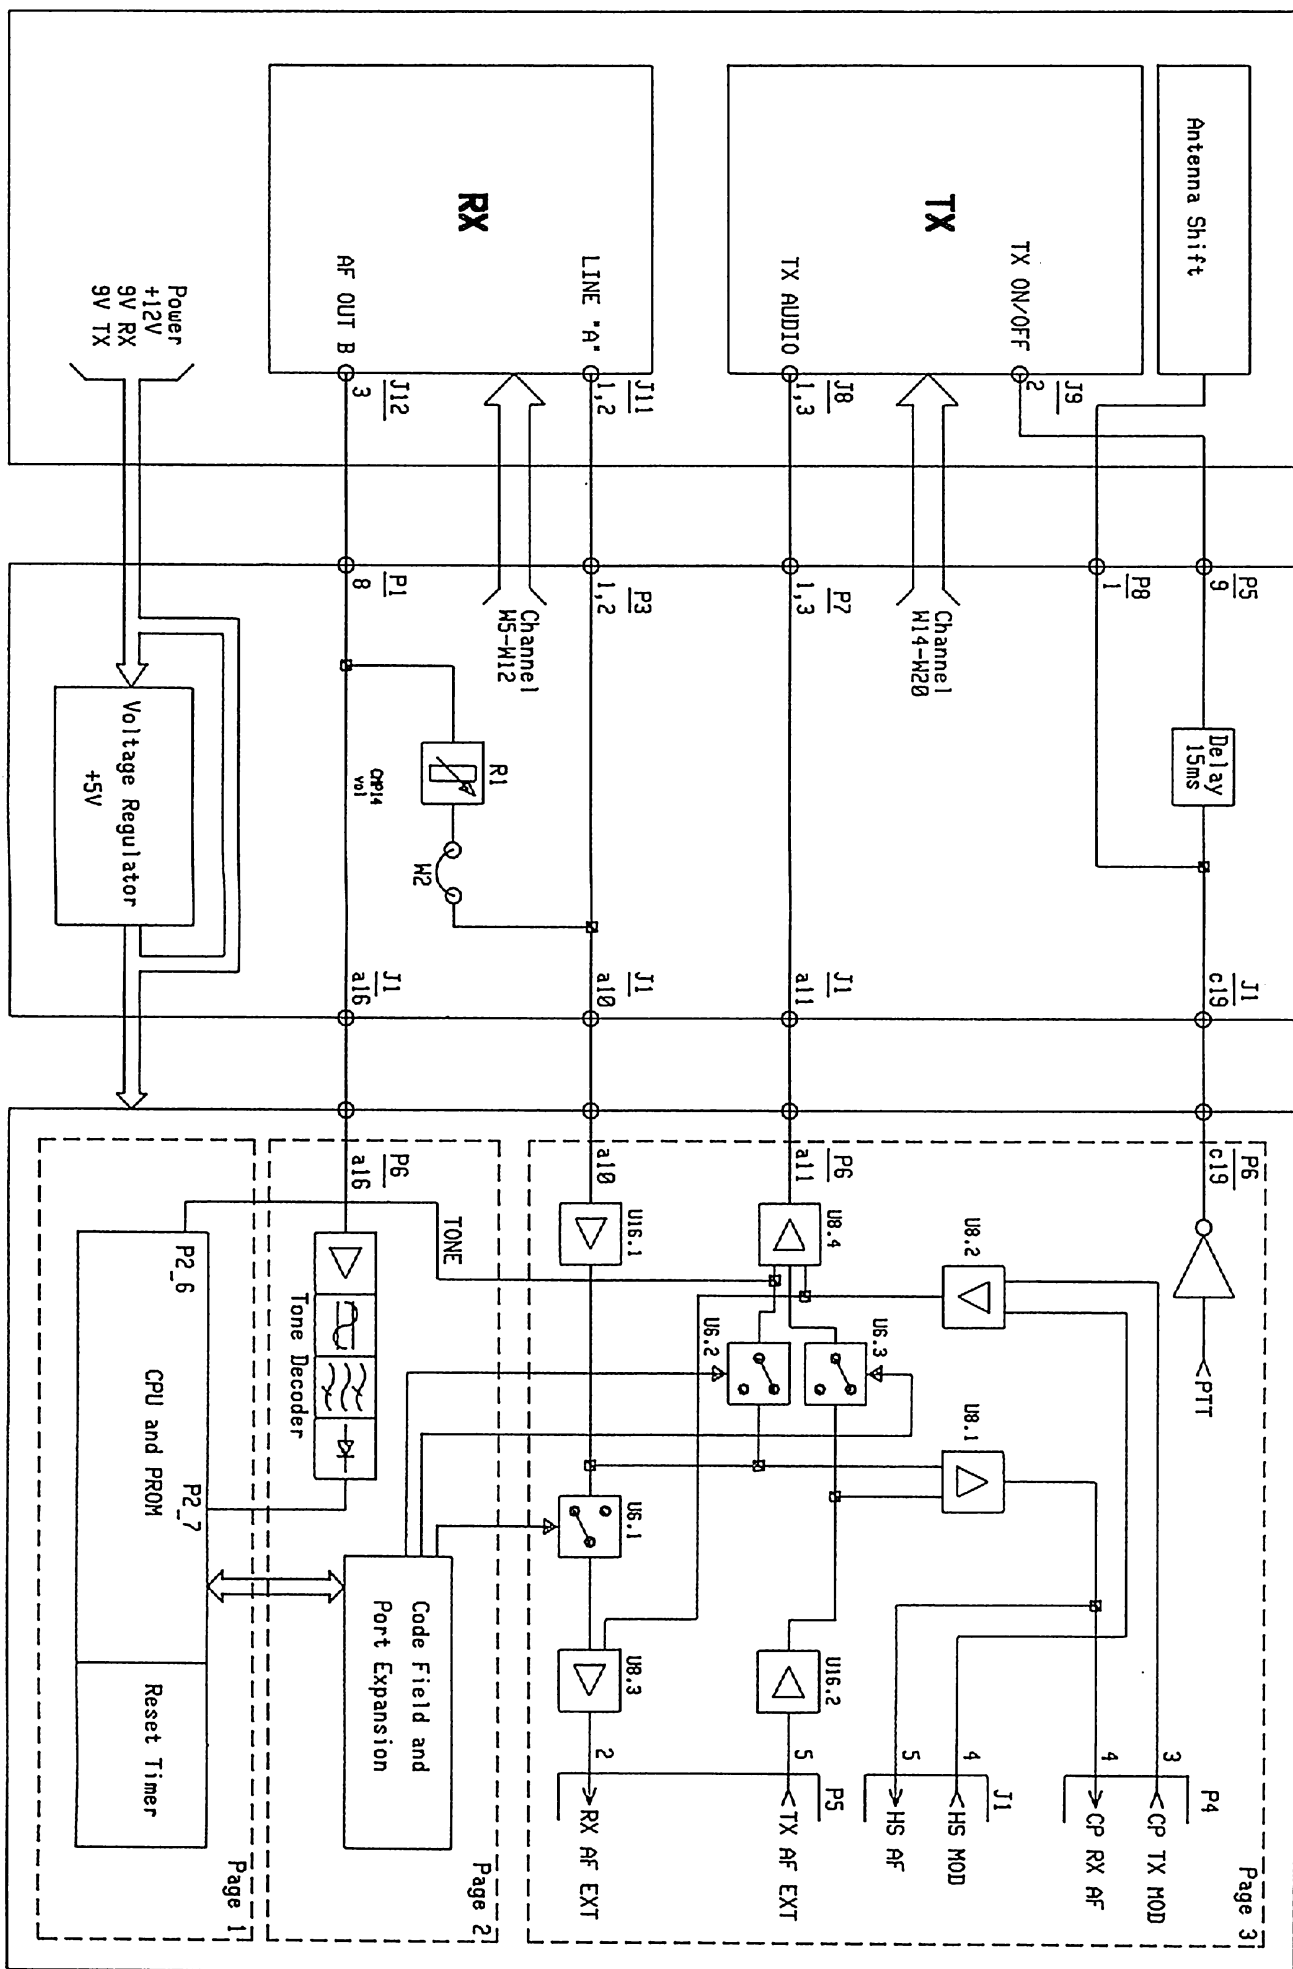 Antenna Shift
TX
TX ON/OFF
TX AUDIO
RX
LINE "A"
AF OUT B
Power
+12V
9V RX
9V TX
J9
2
J8
1,3
J11
1,2
J12
3
P5
9
P8
1
Channel
W14-W20
P7
1,3
P3
1,2
Channel
W5-W12
P1
8
Delay
15ms
R1
W2
CMP14
Vol
Voltage Regulator
+5V
J1
c19
J1
a11
J1
a10
J1
a16
P6
c19
P6
a11
a10
P6
a16
PTT
U8.2
U8.4
U16.1
TONE
U6.3
U6.2
U8.1
U6.1
U16.2
U8.3
Tone Decoder
P2_6
P2_7
CPU and PROM
Reset Timer
Code Field and
Port Expansion
P4
3
CP TX MOD
4
CP RX AF
J1
4
HS MOD
5
HS AF
P5
5
TX AF EXT
2
RX AF EXT
Page 3
Page 2
Page 1